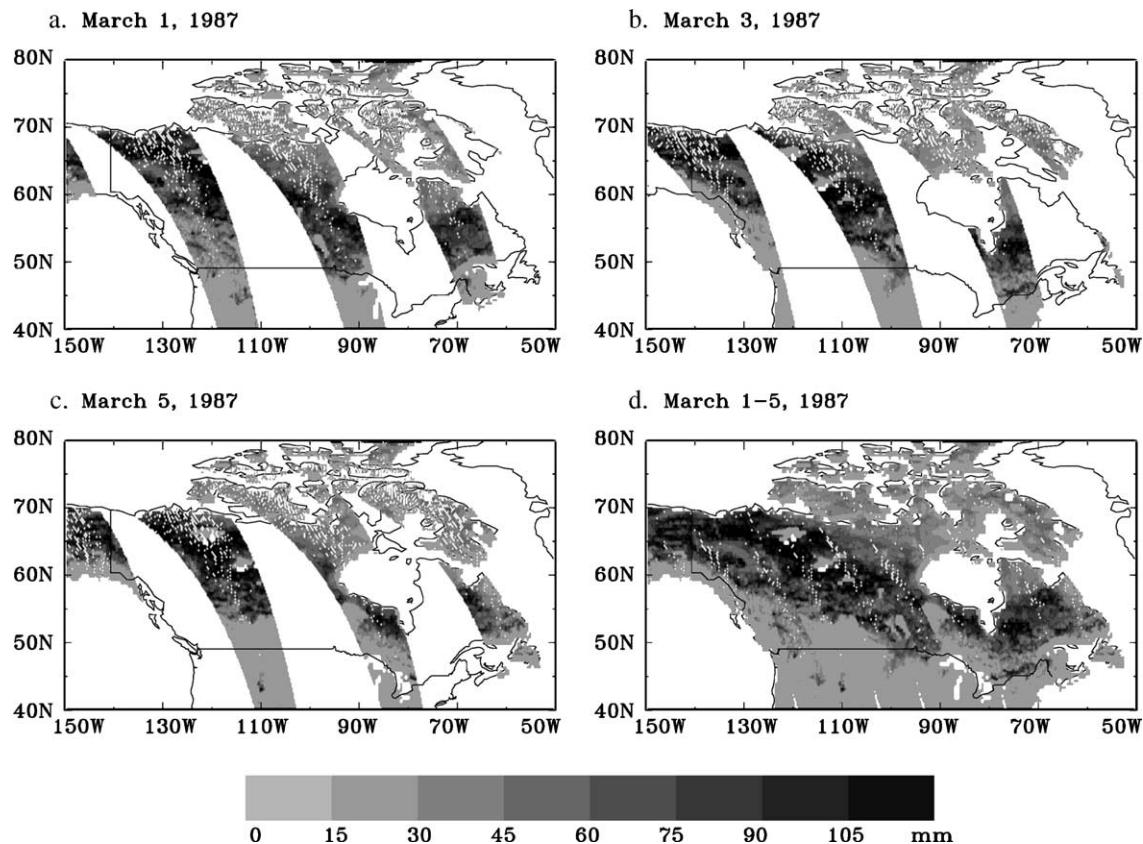 a. March 1, 1987
b. March 3, 1987
80N
70N
60N
50N
40N
150W 130W 110W 90W 70W 50W
80N
70N
60N
50N
40N
150W 130W 110W 90W 70W 50W
c. March 5, 1987
d. March 1–5, 1987
80N
70N
60N
50N
40N
150W 130W 110W 90W 70W 50W
80N
70N
60N
50N
40N
150W 130W 110W 90W 70W 50W
0 15 30 45 60 75 90 105 mm